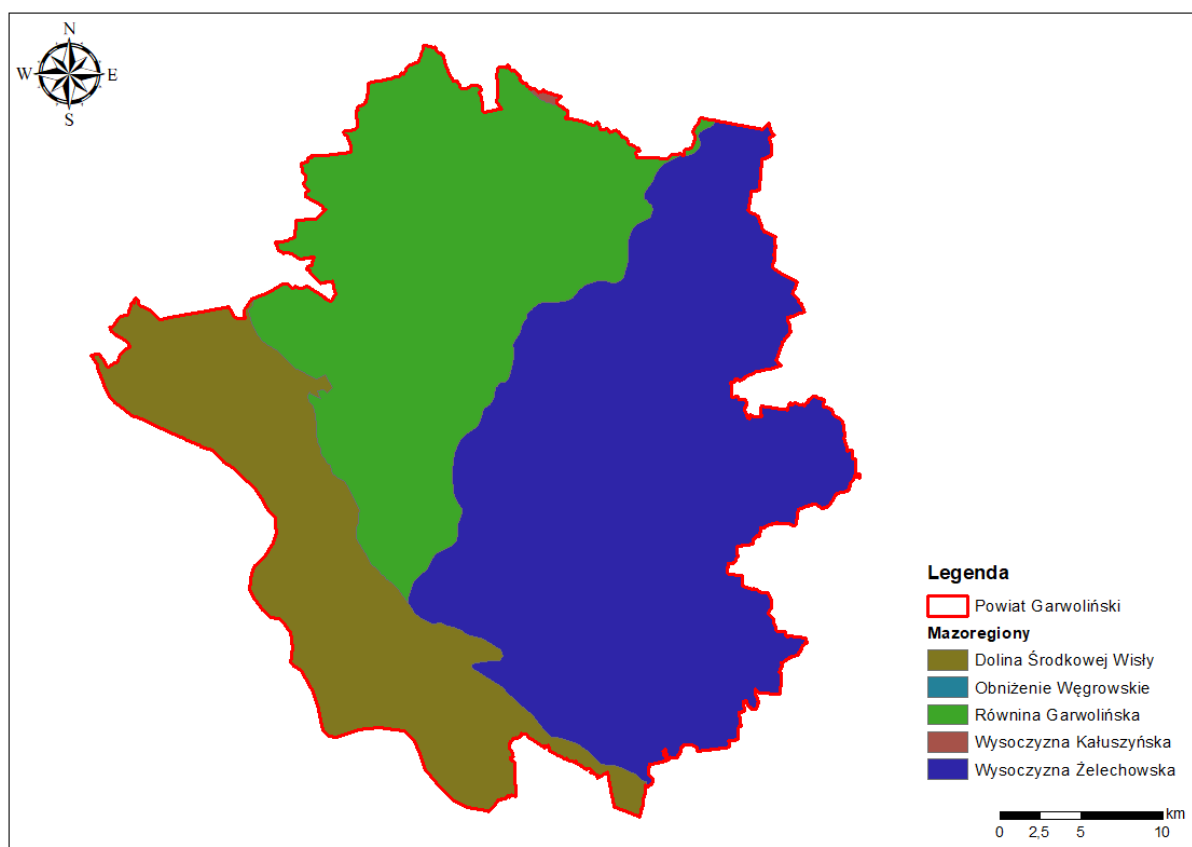 N
W E
S
Legenda
Powiat Garwoliński
Mazoregiony
Dolina Środkowej Wisły
Obniżenie Węgrowskie
Równina Garwolińska
Wysoczyzna Kałuszyńska
Wysoczyzna Żelechowska
km
0 2,5 5 10